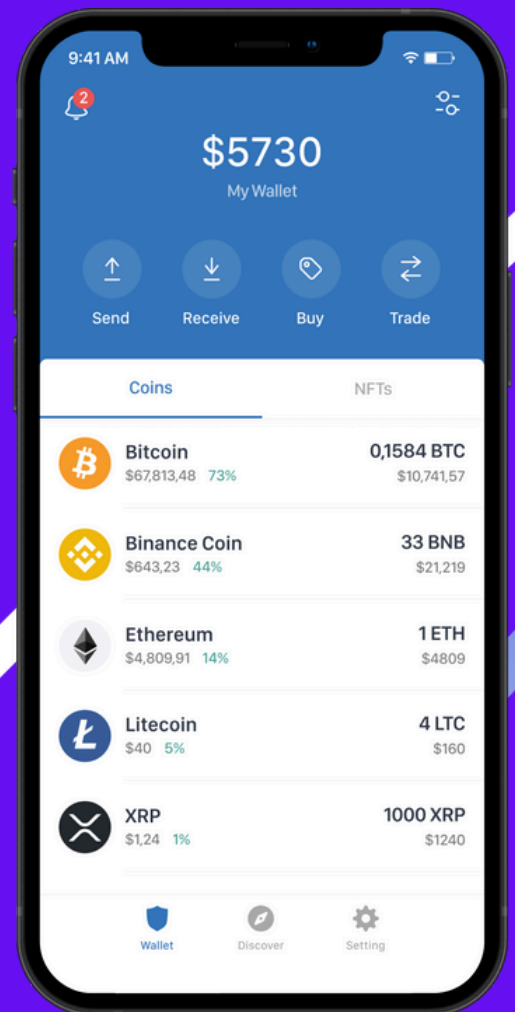 9:41 AM
2
$5730
My Wallet
Send Receive Buy Trade
Coins NFTs
Bitcoin 0,1584 BTC
$67,813,48 73% $10,741,57
Binance Coin 33 BNB
$643,23 44% $21,219
Ethereum 1 ETH
$4,809,91 14% $4809
Litecoin 4 LTC
$40 5% $160
XRP 1000 XRP
$1,24 1% $1240
Wallet Discover Setting